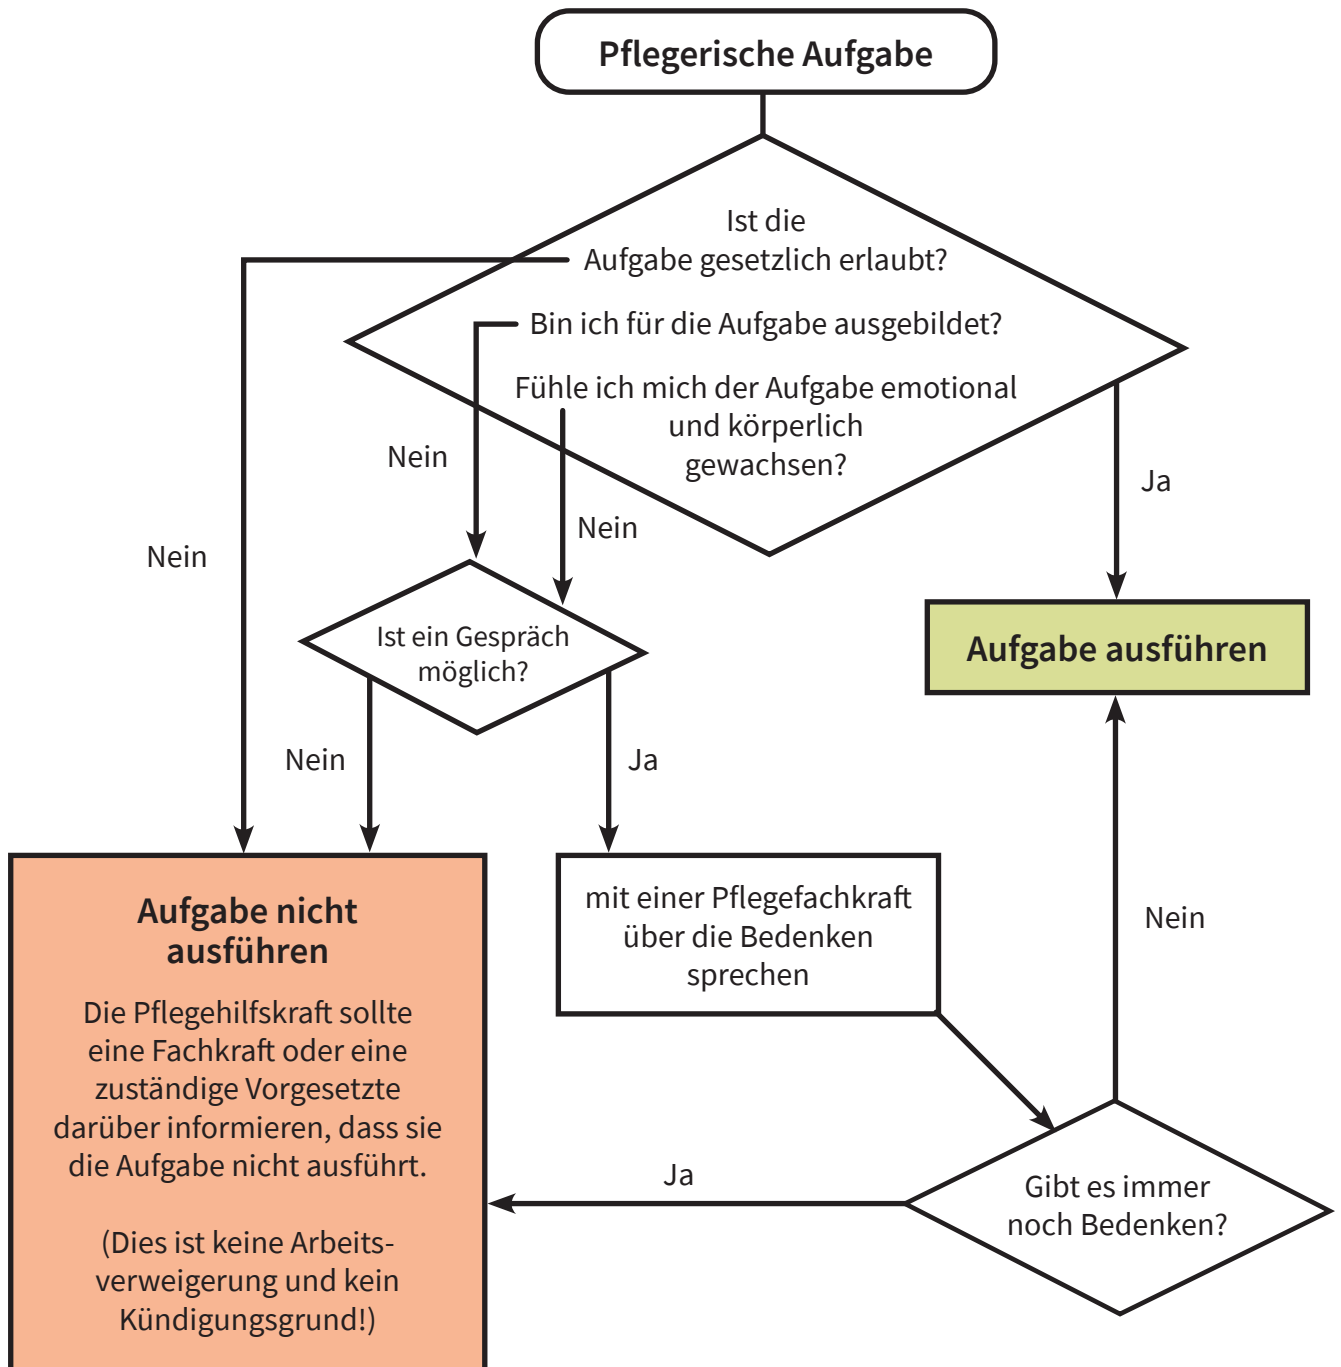 Pflegerische Aufgabe
Ist die
Aufgabe gesetzlich erlaubt?
Bin ich für die Aufgabe ausgebildet?
Fühle ich mich der Aufgabe emotional
und körperlich
gewachsen?
Nein
Nein
Nein
Ja
Ist ein Gespräch
möglich?
Aufgabe ausführen
Nein
Ja
Aufgabe nicht
ausführen
Die Pflegehilfskraft sollte
eine Fachkraft oder eine
zuständige Vorgesetzte
darüber informieren, dass sie
die Aufgabe nicht ausführt.
(Dies ist keine Arbeits-
verweigerung und kein
Kündigungsgrund!)
mit einer Pflegefachkraft
über die Bedenken
sprechen
Nein
Ja
Gibt es immer
noch Bedenken?